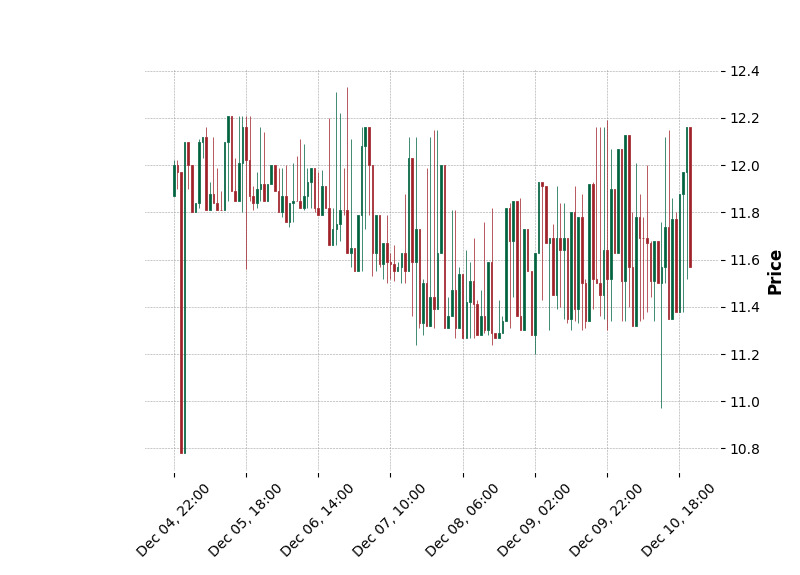 12.4
12.2
12.0
11.8
11.6
11.4
11.2
11.0
10.8
Price
Dec 04, 22:00
Dec 05, 18:00
Dec 06, 14:00
Dec 07, 10:00
Dec 08, 06:00
Dec 09, 02:00
Dec 09, 22:00
Dec 10, 18:00